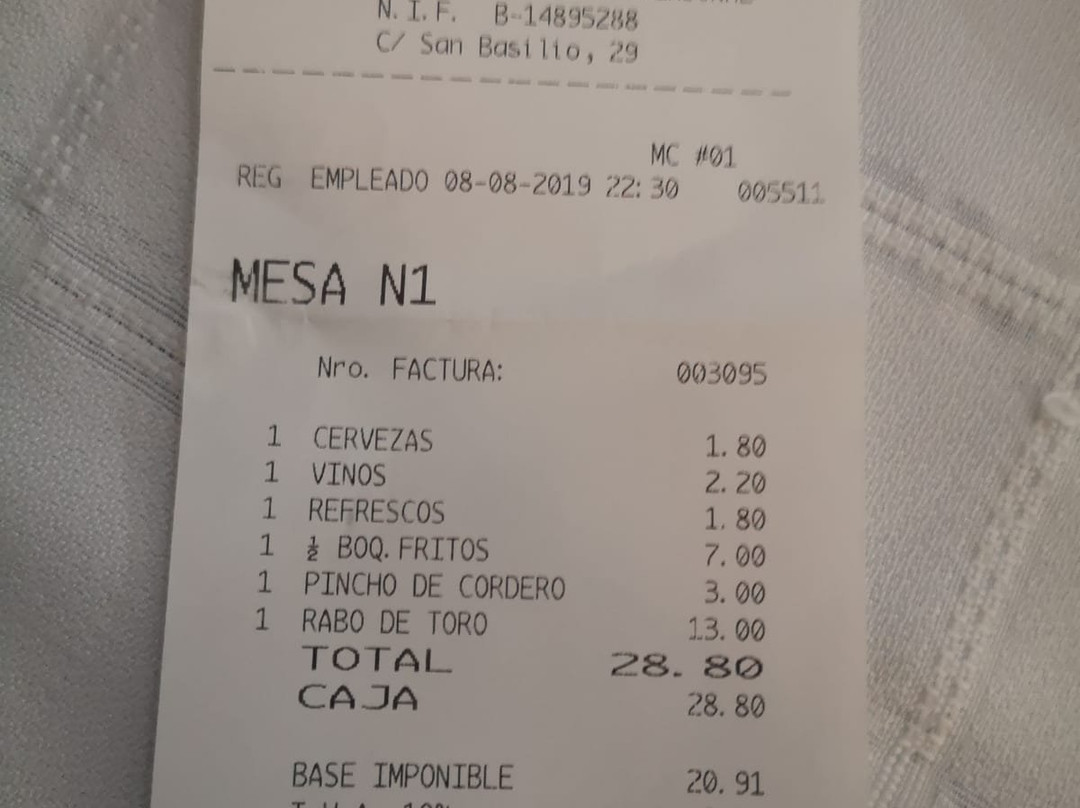 N. I. F. B-14895288
C/ San Basilio, 29
MC #01
REG EMPLEADO 08-08-2019 22:30 005511
MESA N1
Nro. FACTURA: 003095
1 CERVEZAS 1.80
1 VINOS 2.20
1 REFRESCOS 1.80
1 ½ BOQ.FRITOS 7.00
1 PINCHO DE CORDERO 3.00
1 RABO DE TORO 13.00
TOTAL 28.80
CAJA 28.80
BASE IMPONIBLE 20.91